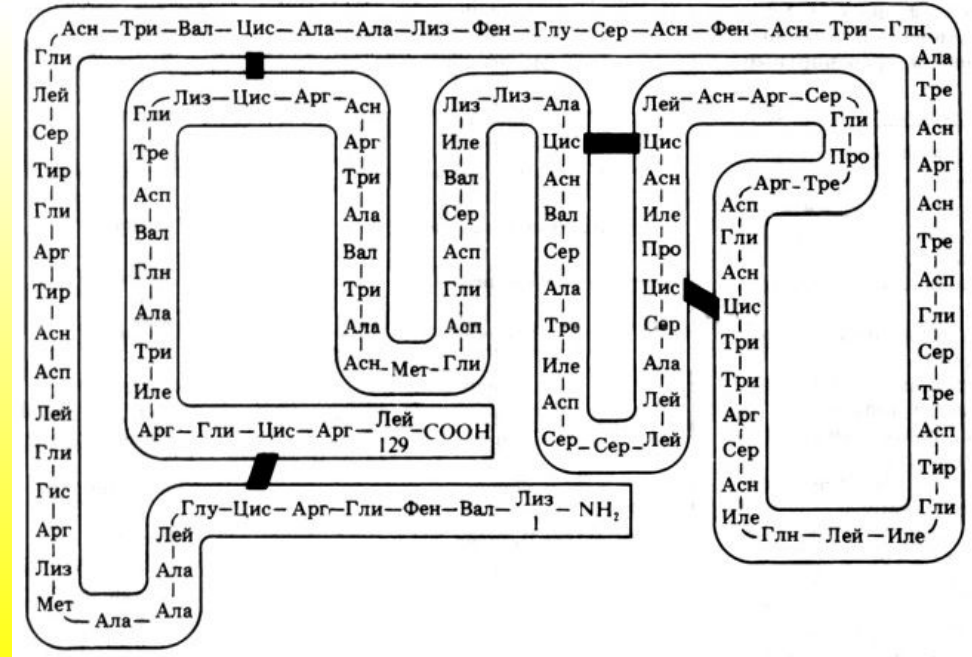 Асн — Три — Вал — Цис — Ала — Ала — Лиз — Фен — Глу — Сер — Асн — Фен — Асн — Три — Глн
Гли
Лей
Сер
Тир
Гли
Арг
Тир
Асн
Асп
Лей
Гли
Гис
Арг
Лиз
Мет — Ала — Ала
Ала
Лей
Глу — Цис — Арг — Гли — Фен — Вал — Лиз — NH₂
1
Лиз — Цис — Арг
Гли
Тре
Асп
Вал
Глн
Ала
Три
Иле
Арг — Гли — Цис — Арг — Лей — COOH
129
Асн
Арг
Три
Ала
Вал
Три
Ала
Асн — Мет — Гли
Лиз — Лиз — Ала
Иле
Вал
Сер
Асп
Гли
Асп
Цис
Асн
Вал
Сер
Ала
Тре
Иле
Асп
Сер — Сер — Лей
Лей — Асн — Арг — Сер
Цис
Асн
Иле
Про
Цис
Сер
Ала
Лей
Гли
Про
Арг — Тре
Асп
Гли
Асн
Цис
Три
Три
Арг
Сер
Асн
Иле
Глн — Лей — Иле
Ала
Тре
Асн
Арг
Асн
Тре
Асп
Гли
Сер
Тре
Асп
Тир
Гли